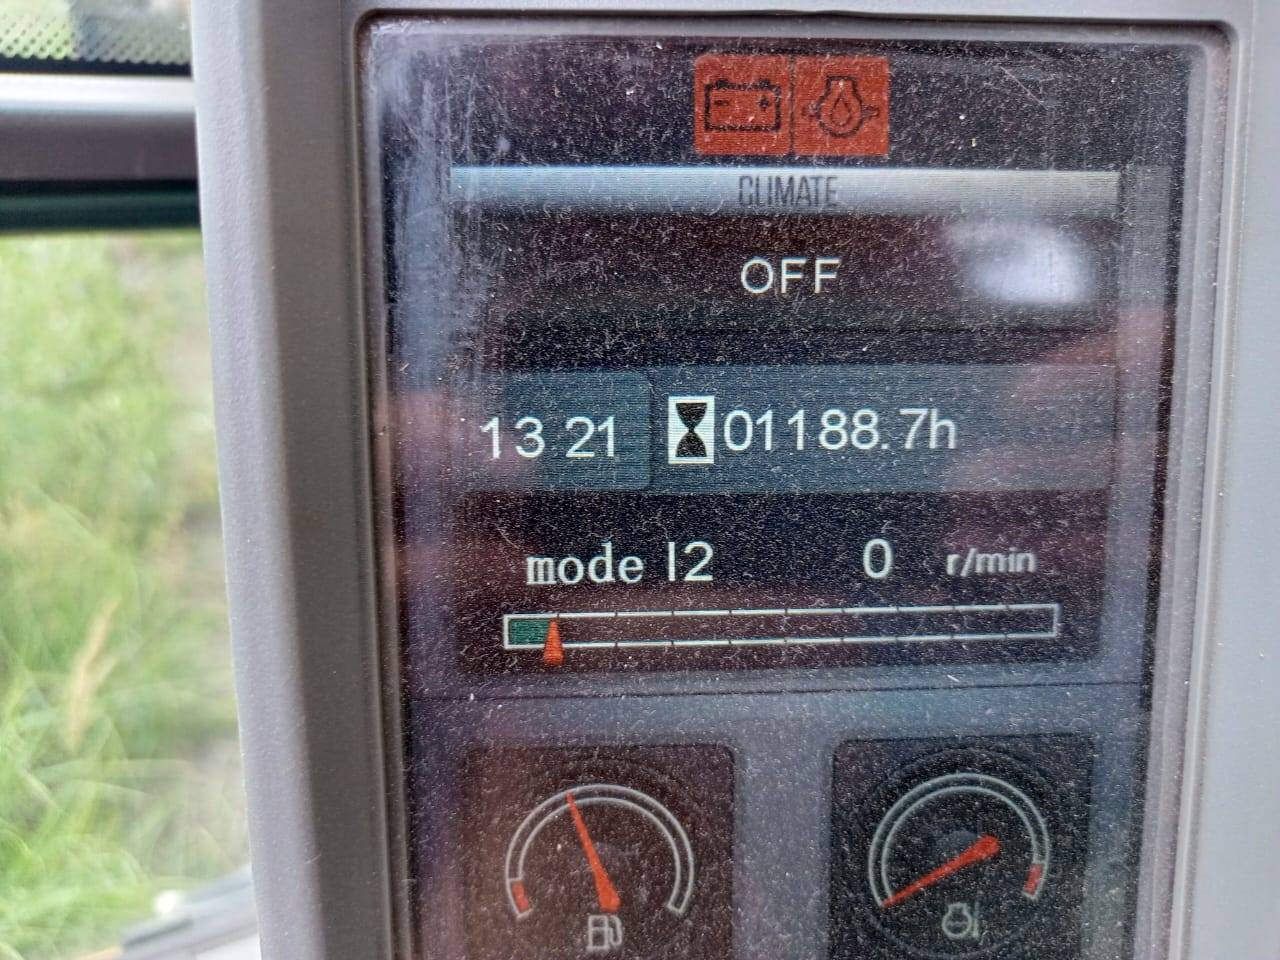 CLIMATE
OFF
13 21 01188.7h
mode I2 0 r/min